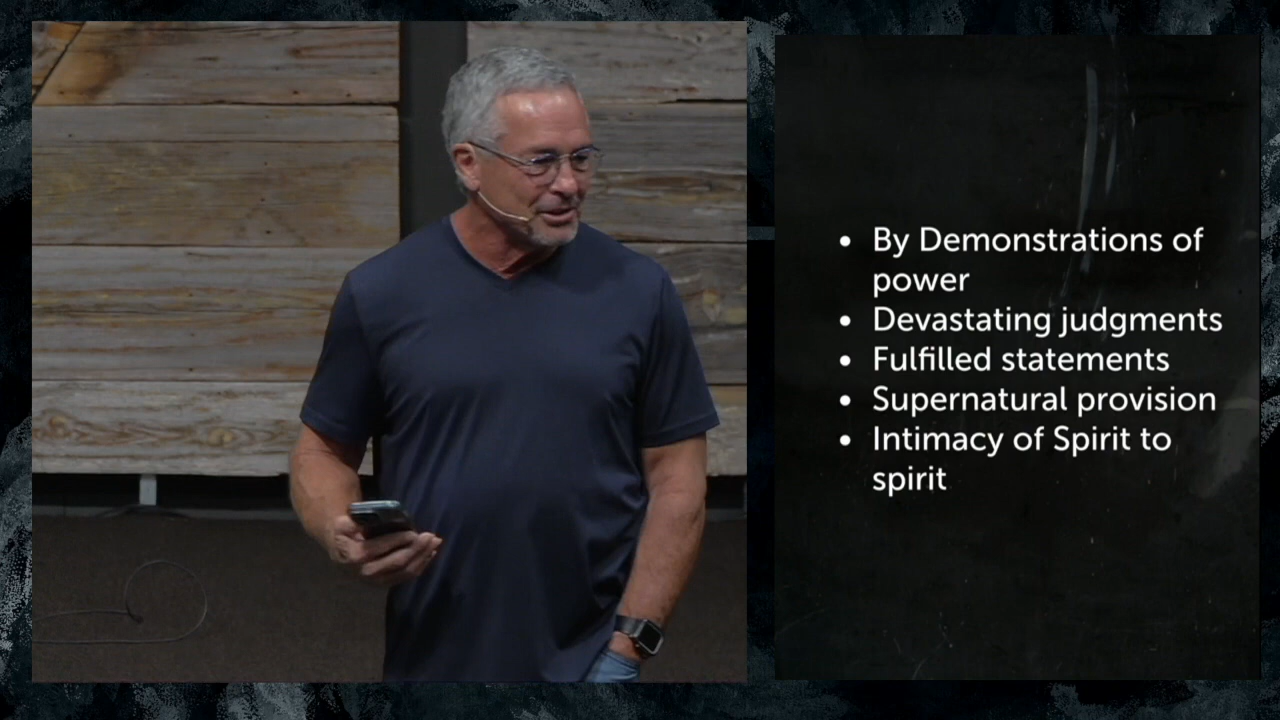 • By Demonstrations of
power
• Devastating judgments
• Fulfilled statements
• Supernatural provision
• Intimacy of Spirit to
spirit